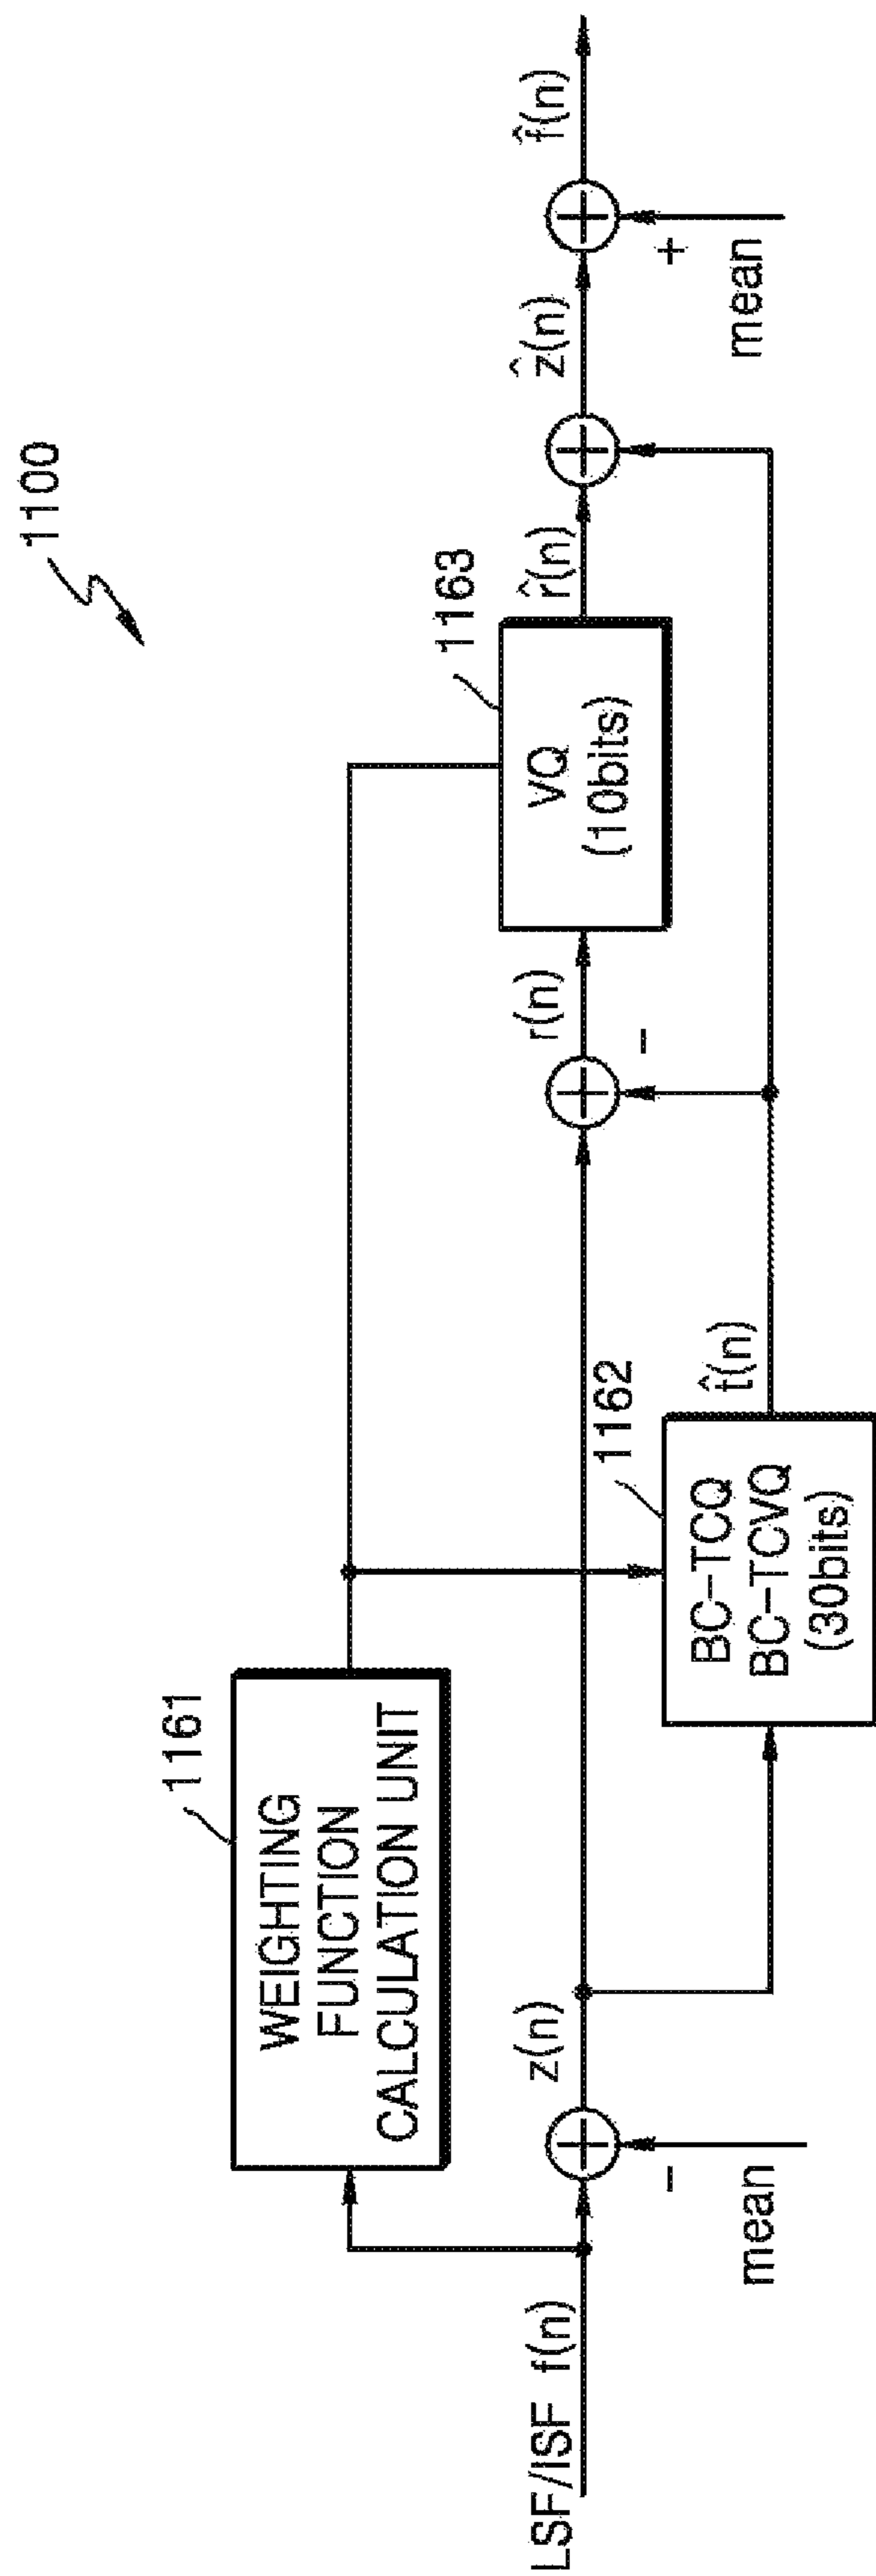 1100
1161
WEIGHTING
FUNCTION
CALCULATION UNIT
1163
VQ
(10bits)
LSF/ISF f(n)
z(n)
r(n)
r̂(n)
ẑ(n)
f̂(n)
-
mean
-
+
mean
1162
BC-TCQ
BC-TCVQ
(30bits)
t̂(n)